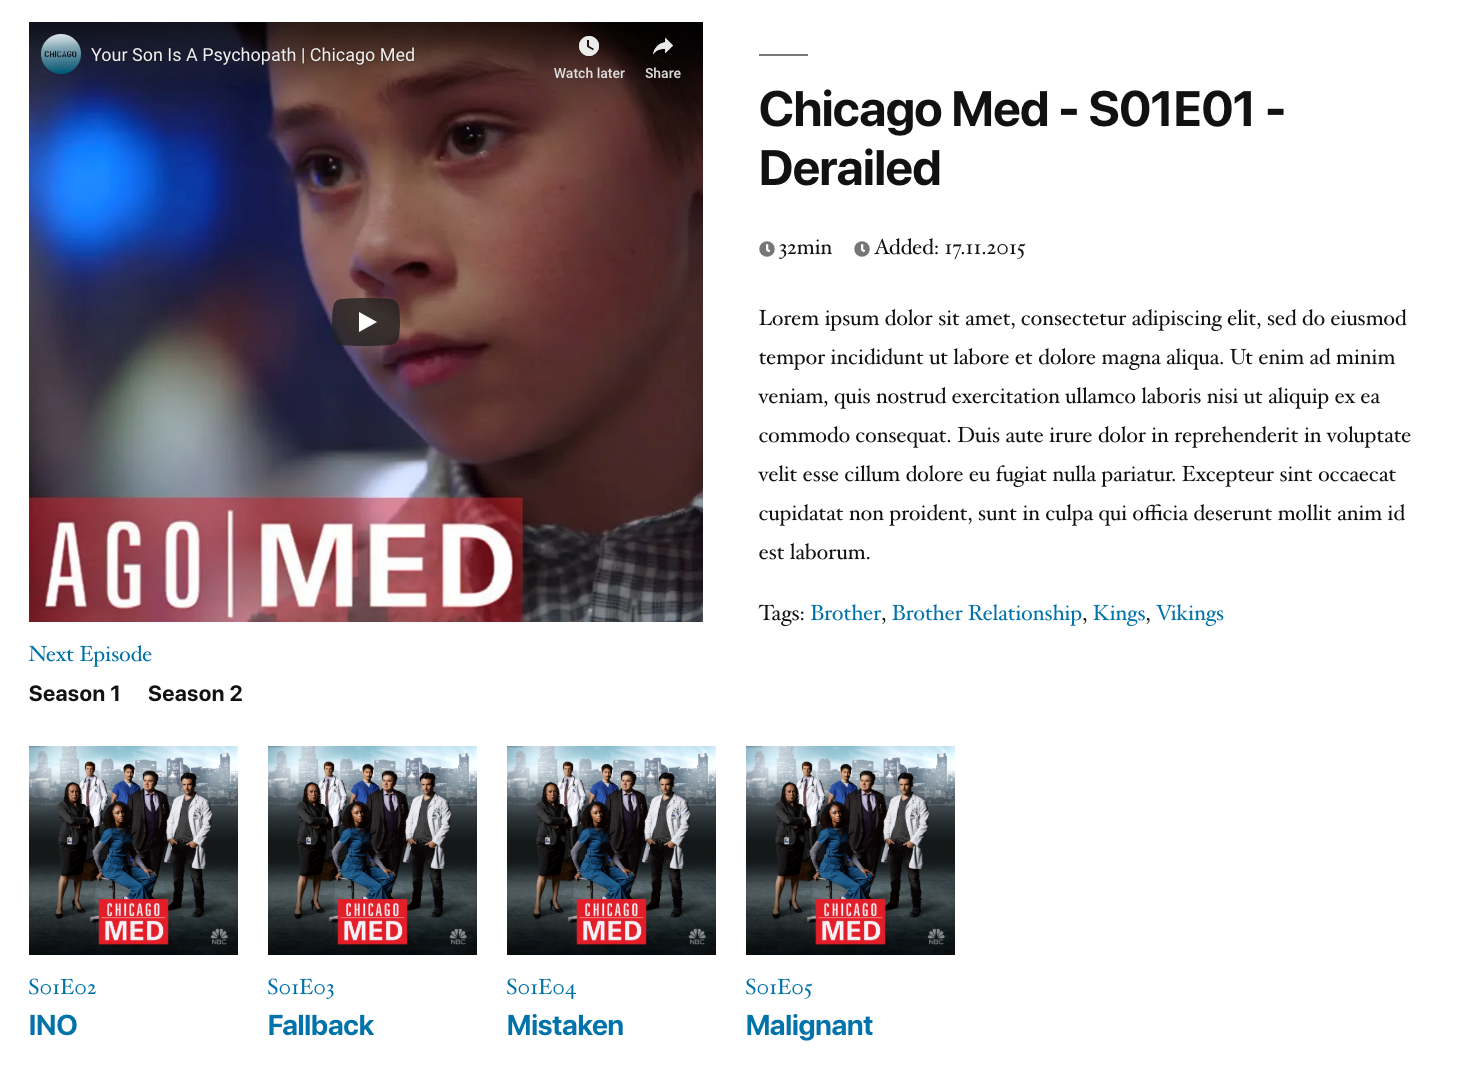 CHICAGO
Your Son Is A Psychopath | Chicago Med
Watch later
Share
AGO | MED
Next Episode
Season 1 Season 2
Chicago Med - S01E01 -
Derailed
32min Added: 17.11.2015
Lorem ipsum dolor sit amet, consectetur adipiscing elit, sed do eiusmod
tempor incididunt ut labore et dolore magna aliqua. Ut enim ad minim
veniam, quis nostrud exercitation ullamco laboris nisi ut aliquip ex ea
commodo consequat. Duis aute irure dolor in reprehenderit in voluptate
velit esse cillum dolore eu fugiat nulla pariatur. Excepteur sint occaecat
cupidatat non proident, sunt in culpa qui officia deserunt mollit anim id
est laborum.
Tags: Brother, Brother Relationship, Kings, Vikings
CHICAGO
MED
NBC
S01E02
INO
CHICAGO
MED
NBC
S01E03
Fallback
CHICAGO
MED
NBC
S01E04
Mistaken
CHICAGO
MED
NBC
S01E05
Malignant